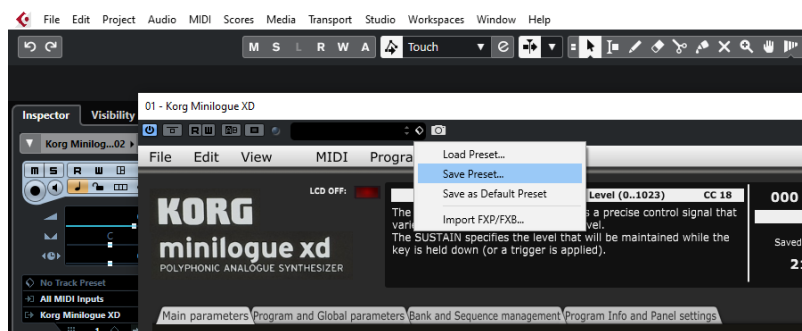 File Edit Project Audio MIDI Scores Media Transport Studio Workspaces Window Help
M S L R W A Touch
Inspector Visibility
01 - Korg Minilogue XD
Korg Minilog...02
R W
File Edit View MIDI Progra
Load Preset...
Save Preset...
Save as Default Preset
Import FXP/FXB...
m S R W
LCD OFF:
Level (0..1023) CC 18
000
The
s a precise control signal that
vari
vel.
The SUSTAIN specifies the level that will be maintained while the
key is held down (or a trigger is applied).
Saved
2:
KORG
minilogue xd
POLYPHONIC ANALOGUE SYNTHESIZER
C
No Track Preset
All MIDI Inputs
Korg Minilogue XD
1
Main parameters Program and Global parameters Bank and Sequence management Program Info and Panel settings